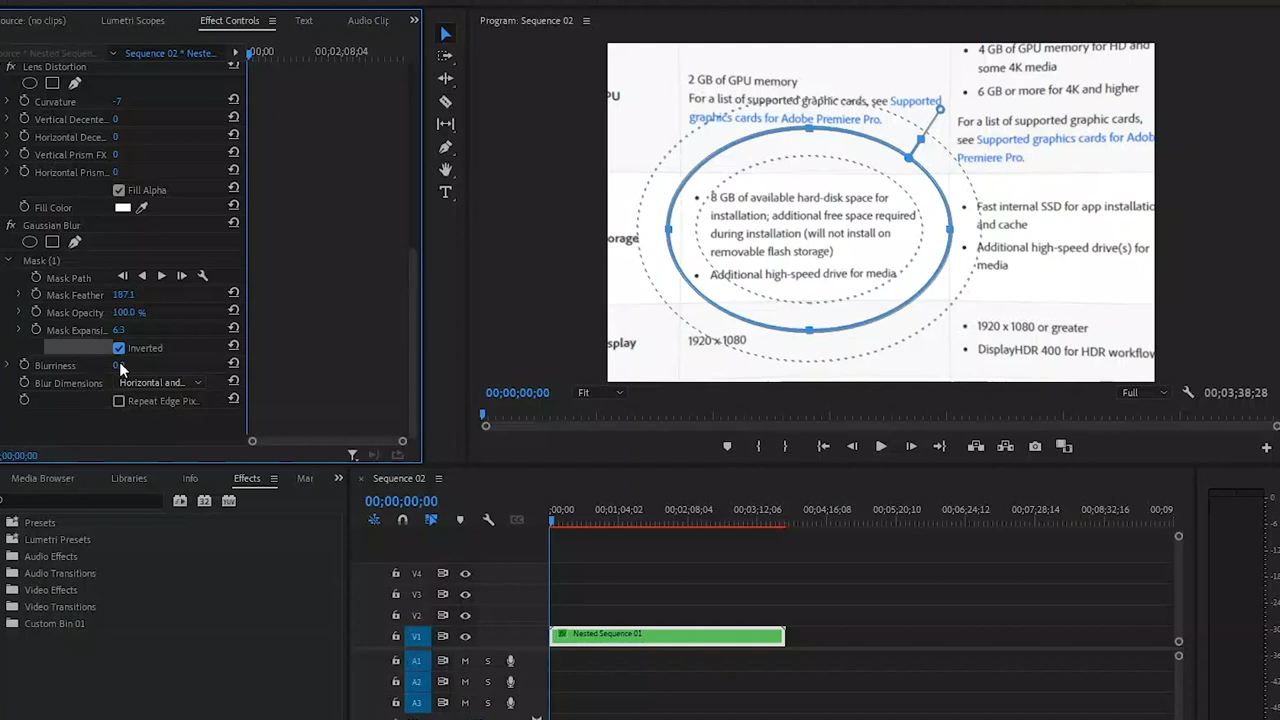 ource: (no clips)
Lumetri Scopes
Effect Controls
Text
Audio Clip
Sequence 02 * Neste...
00;00
00;02;08;04
fx
Lens Distortion
Curvature
-7
Vertical Decente...
0
Horizontal Dece...
0
Vertical Prism FX
0
Horizontal Prism...
0
Fill Alpha
Fill Color
fx
Gaussian Blur
Mask (1)
Mask Path
Mask Feather
187.1
Mask Opacity
100.0 %
Mask Expansi...
6.3
Inverted
Blurriness
Blur Dimensions
Horizontal and...
Repeat Edge Pix...
;00;00;00
Program: Sequence 02
PU
2 GB of GPU memory
For a list of supported graphic cards, see Supported
graphics cards for Adobe Premiere Pro.
4 GB of GPU memory for HD and
some 4K media
• 6 GB or more for 4K and higher
For a list of supported graphic cards,
see Supported graphics cards for Adob
Premiere Pro.
orage
• 8 GB of available hard-disk space for
installation; additional free space required
during installation (will not install on
removable flash storage)
• Additional high-speed drive for media
• Fast internal SSD for app installatio
and cache
• Additional high-speed drive(s) for
media
splay
1920 x 1080
• 1920 x 1080 or greater
• DisplayHDR 400 for HDR workflow
00;00;00;00
Fit
Full
00;03;38;28
Media Browser
Libraries
Info
Effects
Mar
Presets
Lumetri Presets
Audio Effects
Audio Transitions
Video Effects
Video Transitions
Custom Bin 01
× Sequence 02
00;00;00;00
;00;00
00;01;04;02
00;02;08;04
00;03;12;06
00;04;16;08
00;05;20;10
00;06;24;12
00;07;28;14
00;08;32;16
00;09
V4
V3
V2
V1
fx
Nested Sequence 01
A1
M
S
A2
M
S
A3
M
S